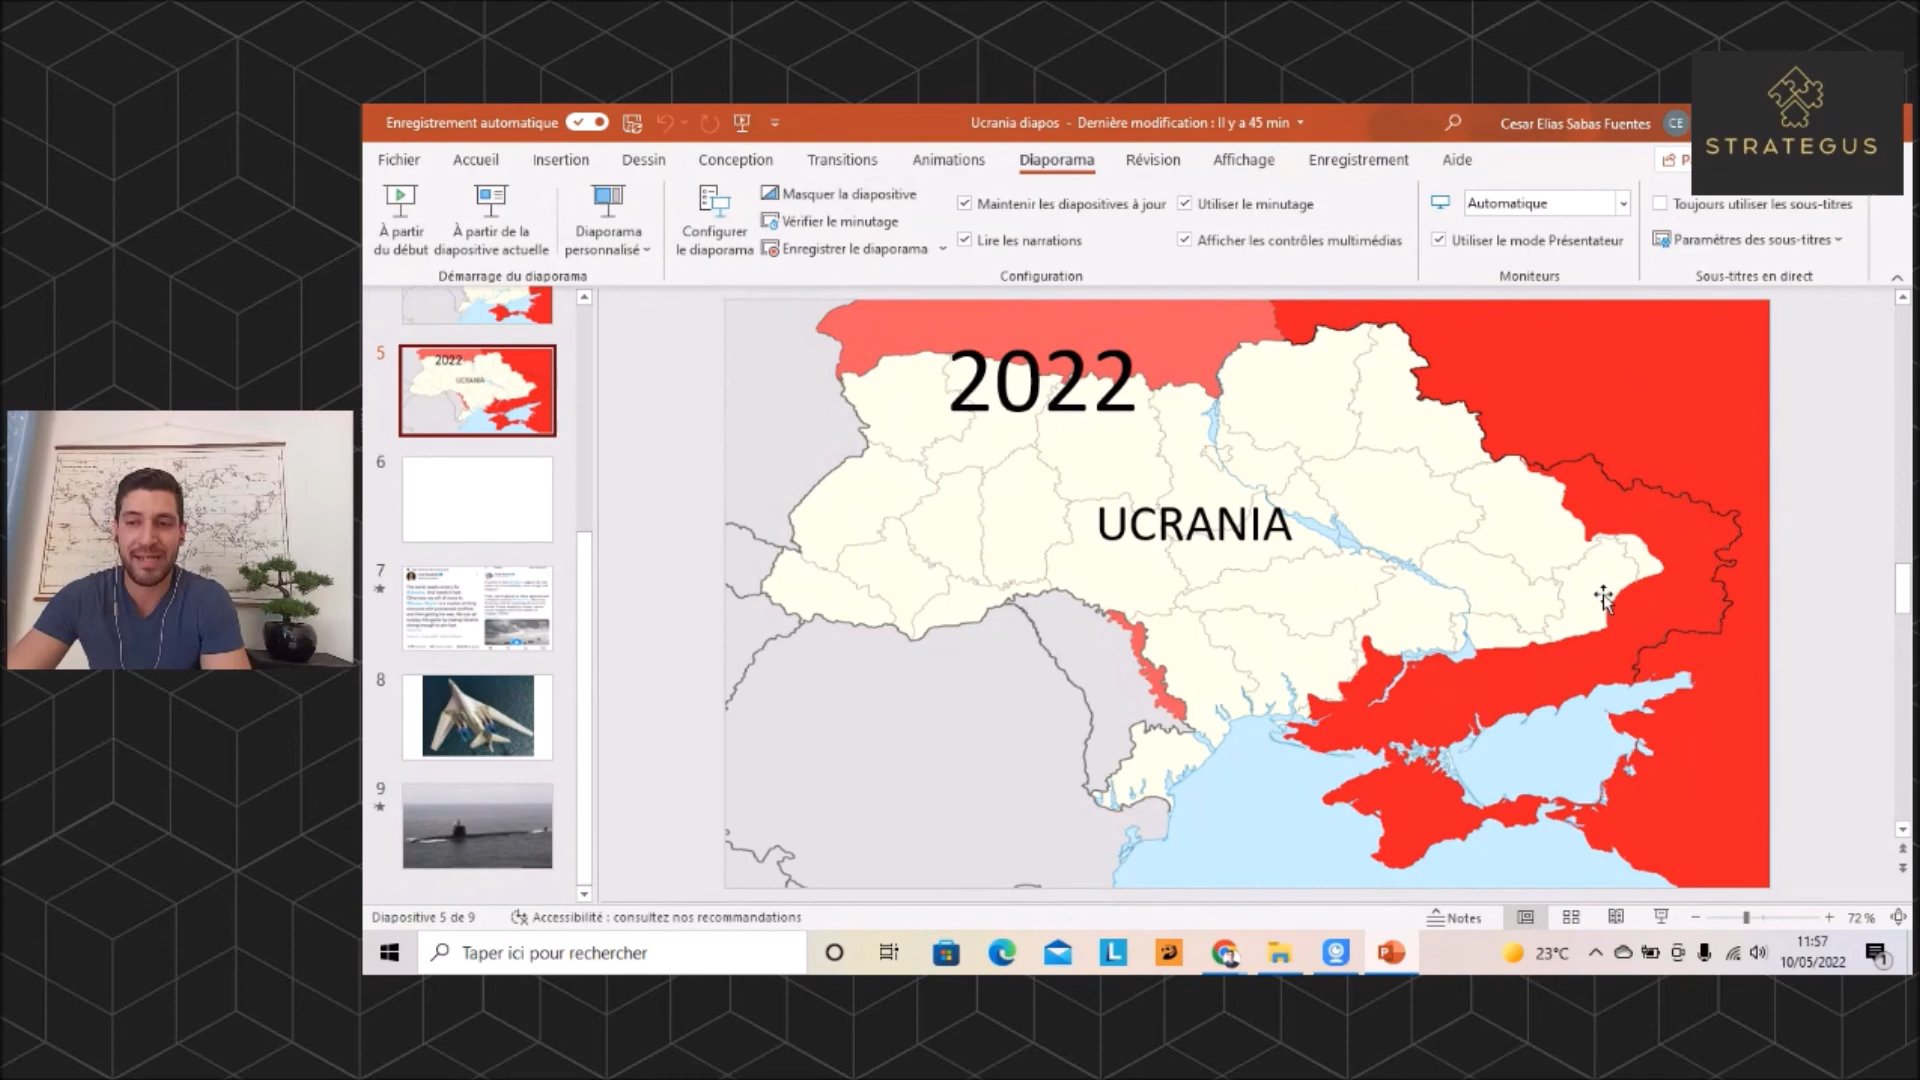 STRATEGUS
Enregistrement automatique
Ucrania diapos - Dernière modification : Il y a 45 min
Cesar Elias Sabas Fuentes
CE
Fichier
Accueil
Insertion
Dessin
Conception
Transitions
Animations
Diaporama
Révision
Affichage
Enregistrement
Aide
P
À partir
du début
À partir de la
diapositive actuelle
Diaporama
personnalisé
Démarrage du diaporama
Configurer
le diaporama
Masquer la diapositive
Vérifier le minutage
Enregistrer le diaporama
Maintenir les diapositives à jour
Lire les narrations
Utiliser le minutage
Afficher les contrôles multimédias
Configuration
Automatique
Utiliser le mode Présentateur
Moniteurs
Toujours utiliser les sous-titres
Paramètres des sous-titres
Sous-titres en direct
5
2022
UCRANIA
6
7
8
9
2022
UCRANIA
Diapositive 5 de 9
Accessibilité : consultez nos recommandations
Notes
72 %
Taper ici pour rechercher
L
23°C
11:57
10/05/2022
1